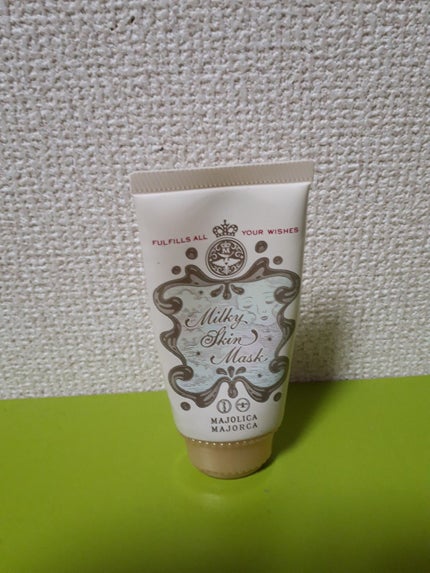 FULFILLS ALL YOUR WISHES
Milky
Skin
Mask
MAJOLICA
MAJORCA